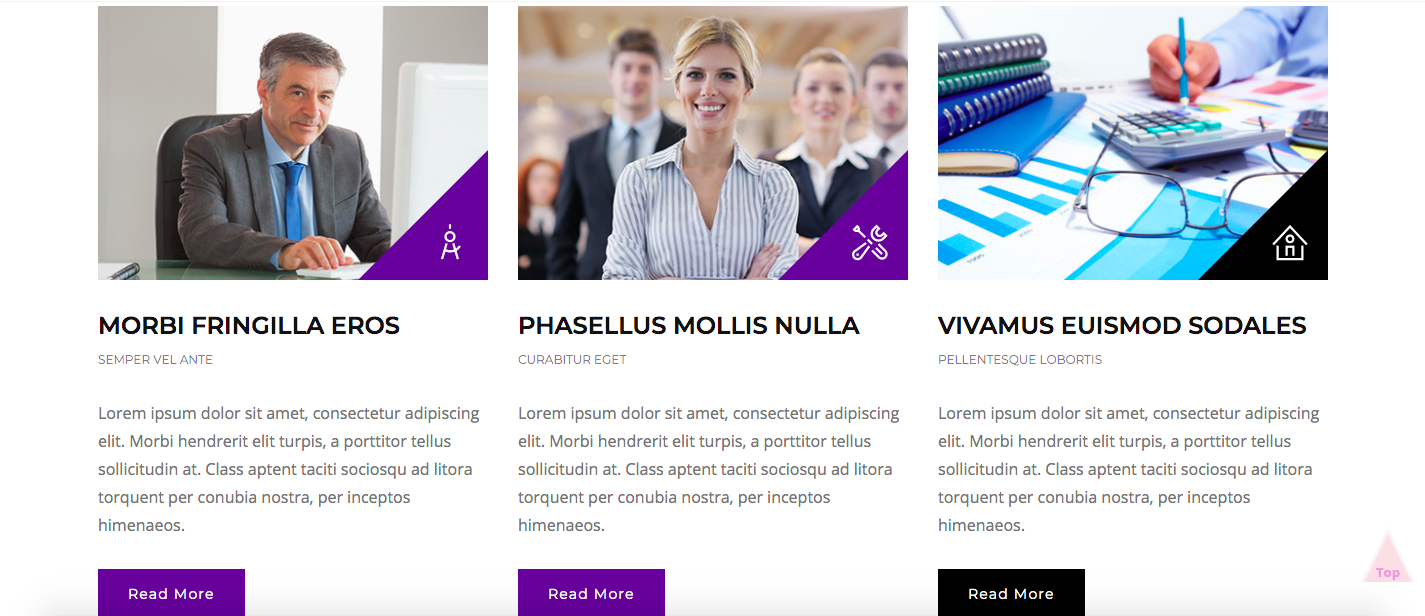 MORBI FRINGILLA EROS
SEMPER VEL ANTE
Lorem ipsum dolor sit amet, consectetur adipiscing
elit. Morbi hendrerit elit turpis, a porttitor tellus
sollicitudin at. Class aptent taciti sociosqu ad litora
torquent per conubia nostra, per inceptos
himenaeos.
Read More
PHASELLUS MOLLIS NULLA
CURABITUR EGET
Lorem ipsum dolor sit amet, consectetur adipiscing
elit. Morbi hendrerit elit turpis, a porttitor tellus
sollicitudin at. Class aptent taciti sociosqu ad litora
torquent per conubia nostra, per inceptos
himenaeos.
Read More
1995
VIVAMUS EUISMOD SODALES
PELLENTESQUE LOBORTIS
Lorem ipsum dolor sit amet, consectetur adipiscing
elit. Morbi hendrerit elit turpis, a porttitor tellus
sollicitudin at. Class aptent taciti sociosqu ad litora
torquent per conubia nostra, per inceptos
himenaeos.
Read More
Top